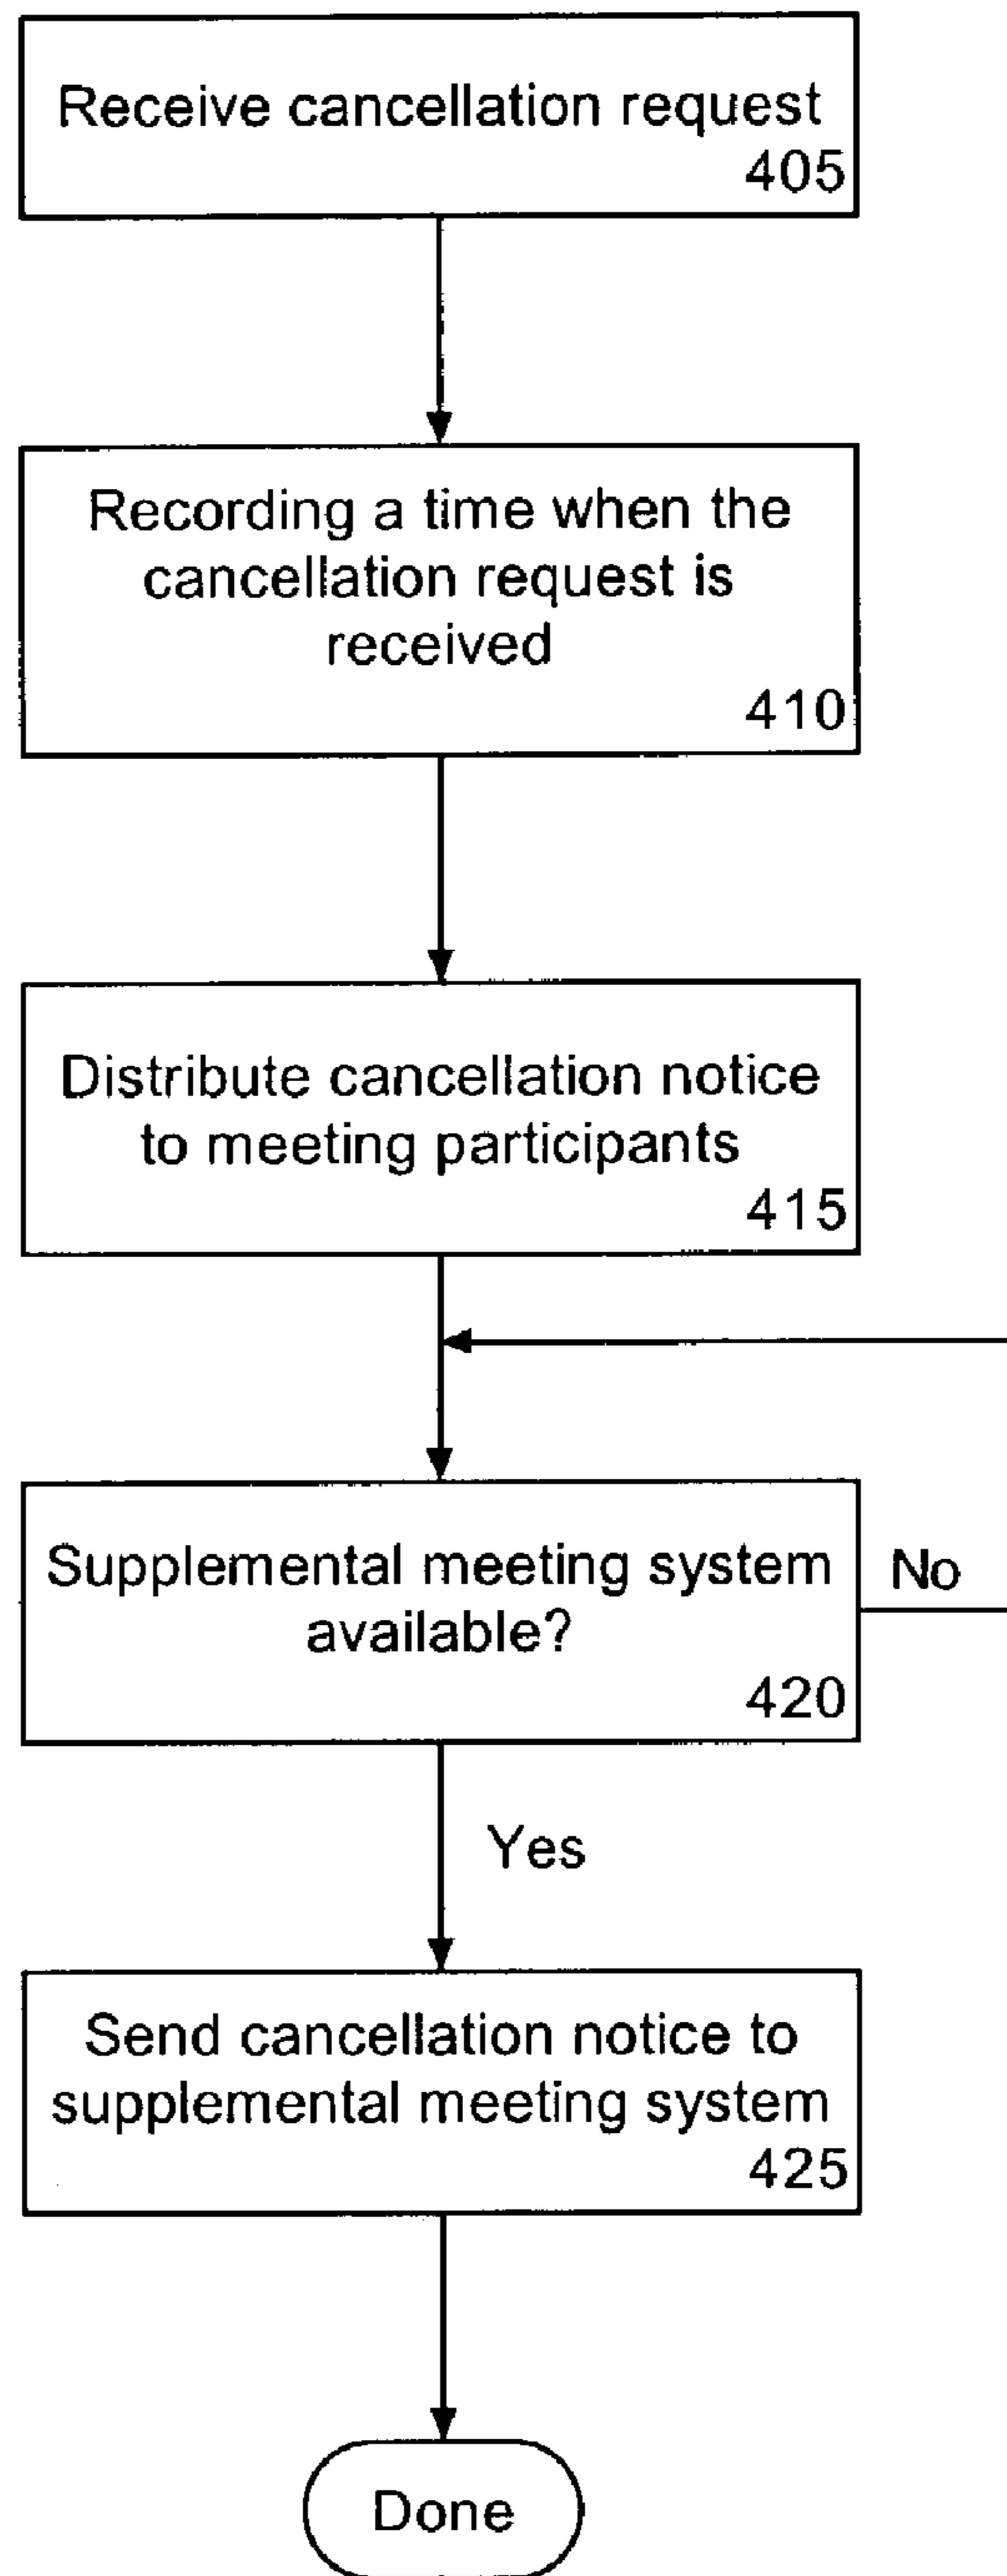 Receive cancellation request
405
Recording a time when the
cancellation request is
received
410
Distribute cancellation notice
to meeting participants
415
Supplemental meeting system
available?
420
No
Yes
Send cancellation notice to
supplemental meeting system
425
Done